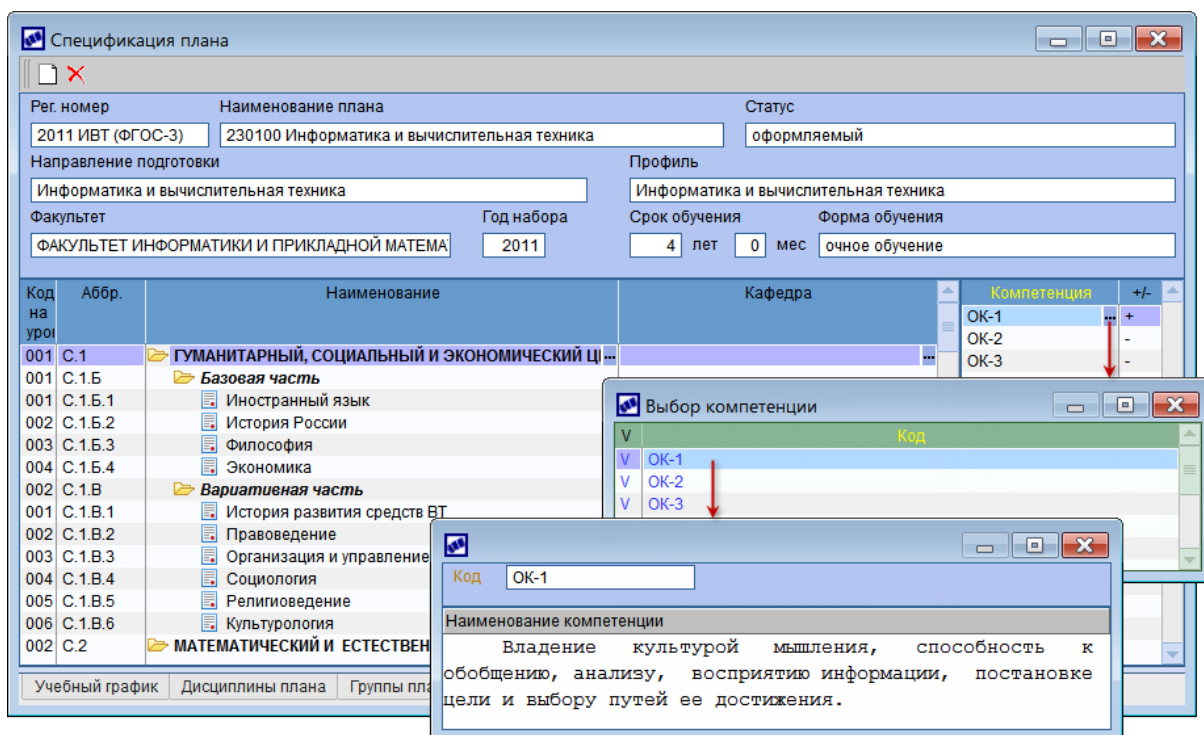 Спецификация плана
Рег. номер Наименование плана Статус
2011 ИВТ (ФГОС-3) 230100 Информатика и вычислительная техника оформляемый
Направление подготовки Профиль
Информатика и вычислительная техника Информатика и вычислительная техника
Факультет Год набора Срок обучения Форма обучения
ФАКУЛЬТЕТ ИНФОРМАТИКИ И ПРИКЛАДНОЙ МАТЕМА 2011 4 лет 0 мес очное обучение
Код на уро Аббр. Наименование Кафедра Компетенция +/-
ОК-1 ... +
ОК-2 -
ОК-3 -
001 С.1 ГУМАНИТАРНЫЙ, СОЦИАЛЬНЫЙ И ЭКОНОМИЧЕСКИЙ Ц ... ...
001 С.1.Б Базовая часть
001 С.1.Б.1 Иностранный язык
002 С.1.Б.2 История России
003 С.1.Б.3 Философия
004 С.1.Б.4 Экономика
002 С.1.В Вариативная часть
001 С.1.В.1 История развития средств ВТ
002 С.1.В.2 Правоведение
003 С.1.В.3 Организация и управление
004 С.1.В.4 Социология
005 С.1.В.5 Религиоведение
006 С.1.В.6 Культурология
002 С.2 МАТЕМАТИЧЕСКИЙ И ЕСТЕСТВЕН
Учебный график Дисциплины плана Группы пла
Выбор компетенции
V Код
V ОК-1
V ОК-2
V ОК-3
Код ОК-1
Наименование компетенции
Владение культурой мышления, способность к
обобщению, анализу, восприятию информации, постановке
цели и выбору путей ее достижения.